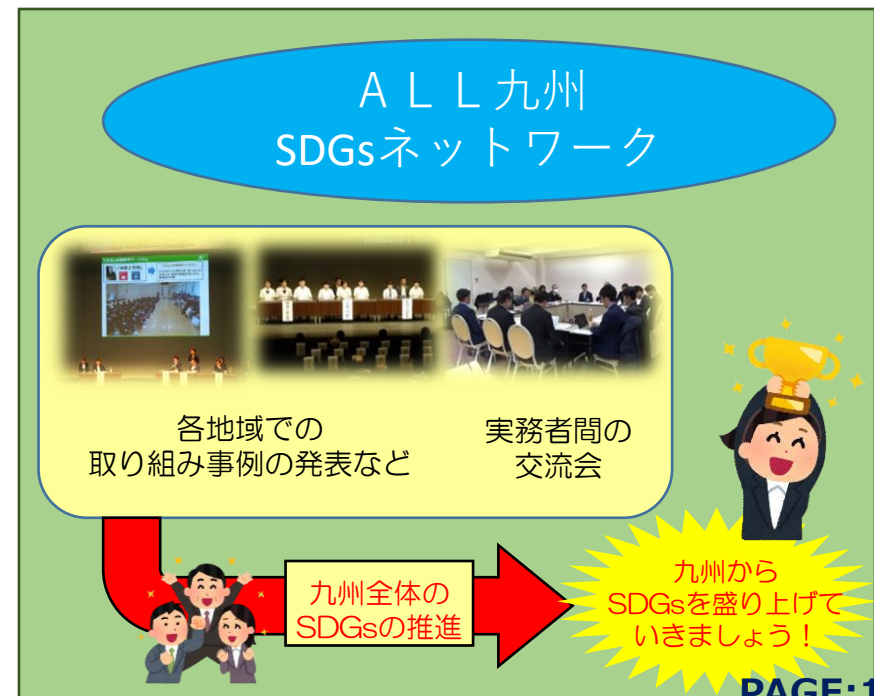 ＡＬＬ九州
SDGsネットワーク
各地域での
取り組み事例の発表など
実務者間の
交流会
九州全体の
SDGsの推進
九州から
SDGsを盛り上げて
いきましょう！
PAGE:1